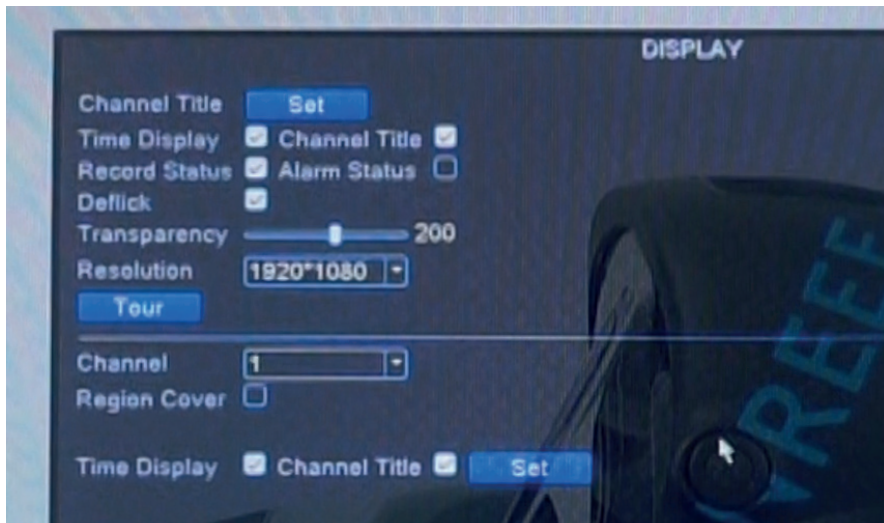 DISPLAY
Channel Title Set
Time Display Channel Title
Record Status Alarm Status
Deflick
Transparency 200
Resolution 1920*1080
Tour
Channel 1
Region Cover
Time Display Channel Title Set